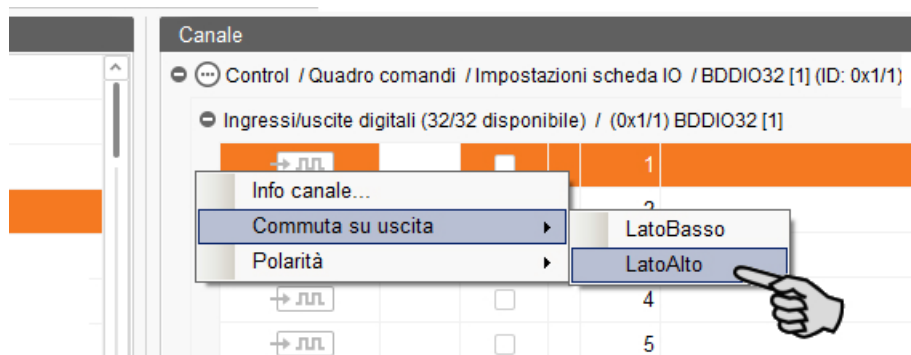 Canale
Control / Quadro comandi / Impostazioni scheda IO / BDDIO32 [1] (ID: 0x1/1)
Ingressi/uscite digitali (32/32 disponibile) / (0x1/1) BDDIO32 [1]
1
Info canale...
2
Commuta su uscita
LatoBasso
Polarità
LatoAlto
4
5